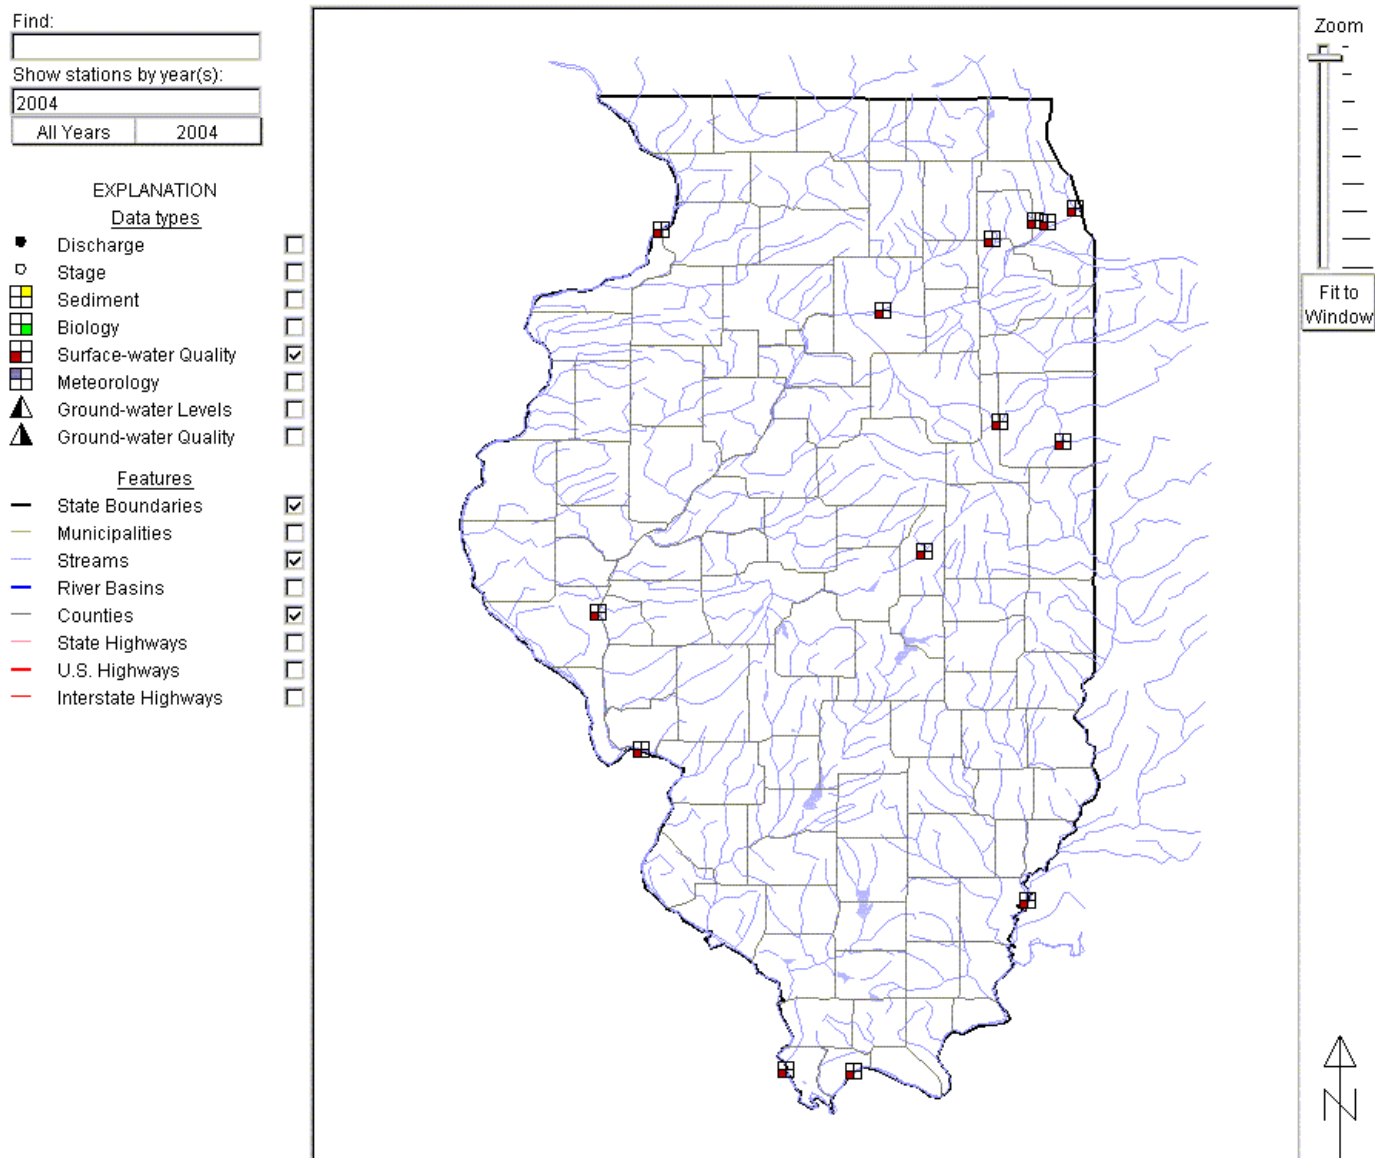 Find:
Show stations by year(s):
2004
All Years 2004
EXPLANATION
Data types
Discharge
Stage
Sediment
Biology
Surface-water Quality
Meteorology
Ground-water Levels
Ground-water Quality
Features
State Boundaries
Municipalities
Streams
River Basins
Counties
State Highways
U.S. Highways
Interstate Highways
Zoom
Fit to
Window
N